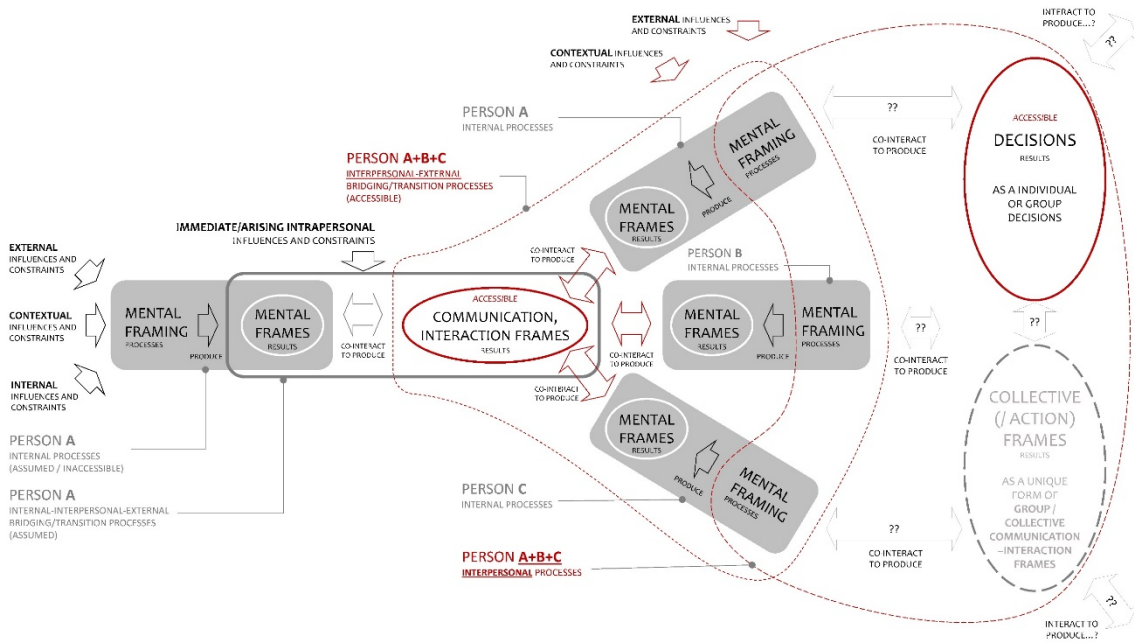 EXTERNAL INFLUENCES
AND CONSTRAINTS
CONTEXTUAL INFLUENCES
AND CONSTRAINTS
INTERACT TO
PRODUCE...?
??
PERSON A
INTERNAL PROCESSES
MENTAL
FRAMING
PROCESSES
PRODUCE
MENTAL
FRAMES
RESULTS
??
CO-INTERACT
TO PRODUCE
ACCESSIBLE
DECISIONS
RESULTS
AS A INDIVIDUAL
OR GROUP
DECISIONS
PERSON A+B+C
INTERPERSONAL-EXTERNAL
BRIDGING/TRANSITION PROCESSES
(ACCESSIBLE)
IMMEDIATE/ARISING INTRAPERSONAL
INFLUENCES AND CONSTRAINTS
EXTERNAL
INFLUENCES AND
CONSTRAINTS
CONTEXTUAL
INFLUENCES AND
CONSTRAINTS
INTERNAL
INFLUENCES AND
CONSTRAINTS
MENTAL
FRAMING
PROCESSES
PRODUCE
MENTAL
FRAMES
RESULTS
CO-INTERACT
TO PRODUCE
ACCESSIBLE
COMMUNICATION,
INTERACTION FRAMES
RESULTS
CO-INTERACT
TO PRODUCE
CO-INTERACT
TO PRODUCE
CO-INTERACT
TO PRODUCE
PERSON B
INTERNAL PROCESSES
MENTAL
FRAMES
RESULTS
PRODUCE
MENTAL
FRAMING
PROCESSES
??
CO-INTERACT
TO PRODUCE
??
MENTAL
FRAMES
RESULTS
PRODUCE
MENTAL
FRAMING
PROCESSES
PERSON C
INTERNAL PROCESSES
PERSON A
INTERNAL PROCESSES
(ASSUMED / INACCESSIBLE)
PERSON A
INTERNAL-INTERPERSONAL-EXTERNAL
BRIDGING/TRANSITION PROCESSES
(ASSUMED)
PERSON A+B+C
INTERPERSONAL PROCESSES
??
CO INTERACT
TO PRODUCE
COLLECTIVE
(/ ACTION)
FRAMES
RESULTS
AS A UNIQUE
FORM OF
GROUP /
COLLECTIVE
COMMUNICATION
–INTERACTION
FRAMES
??
INTERACT TO
PRODUCE...?